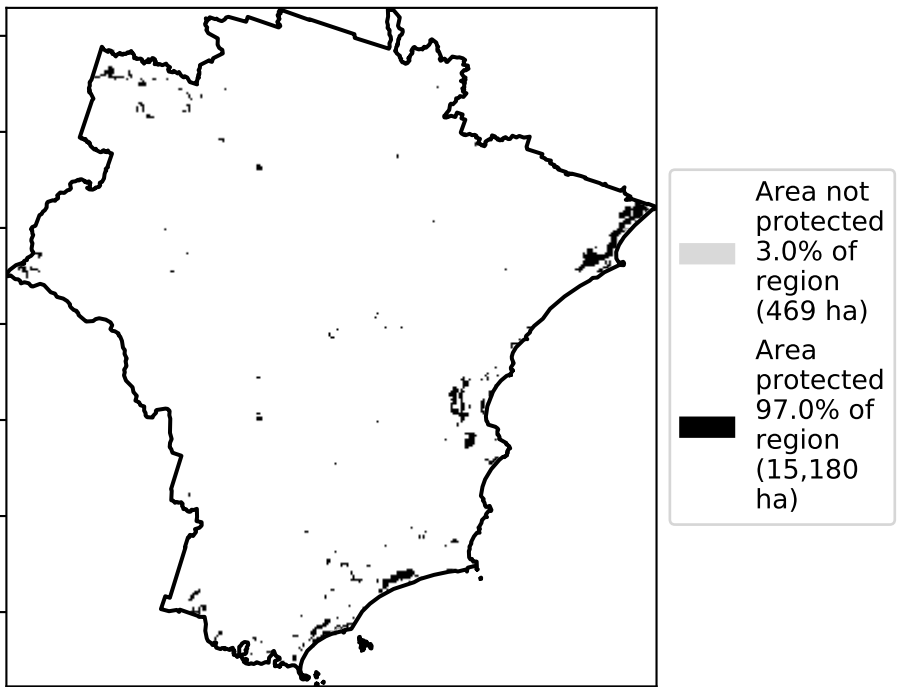 Area not
protected
3.0% of
region
(469 ha)
Area
protected
97.0% of
region
(15,180
ha)